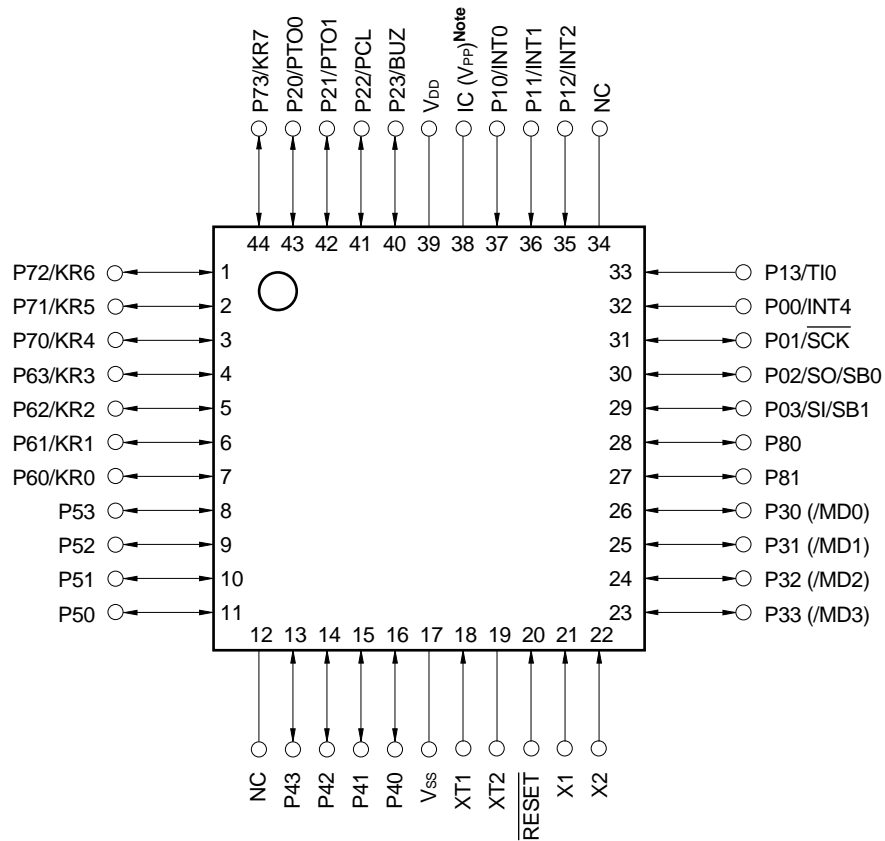 P73/KR7
P20/PTO0
P21/PTO1
P22/PCL
P23/BUZ
VDD
IC (VPP)Note
P10/INT0
P11/INT1
P12/INT2
NC
44 43 42 41 40 39 38 37 36 35 34
P72/KR6 1 33 P13/TI0
P71/KR5 2 32 P00/INT4
P70/KR4 3 31 P01/SCK
P63/KR3 4 30 P02/SO/SB0
P62/KR2 5 29 P03/SI/SB1
P61/KR1 6 28 P80
P60/KR0 7 27 P81
P53 8 26 P30 (/MD0)
P52 9 25 P31 (/MD1)
P51 10 24 P32 (/MD2)
P50 11 23 P33 (/MD3)
12 13 14 15 16 17 18 19 20 21 22
NC
P43
P42
P41
P40
VSS
XT1
XT2
RESET
X1
X2